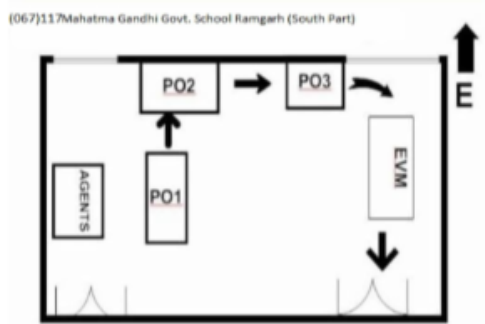 (067)117Mahatma Gandhi Govt. School Ramgarh (South Part)
PO2
PO3
E
EVM
AGENTS
PO1